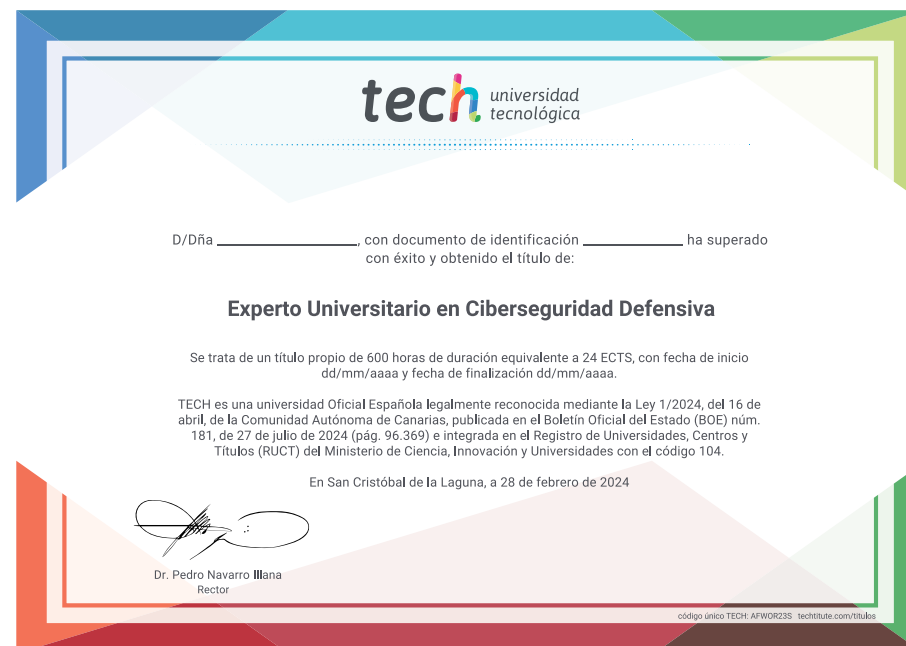 tech universidad
tecnológica
D/Dña ____________________, con documento de identificación ______________ ha superado
con éxito y obtenido el título de:
Experto Universitario en Ciberseguridad Defensiva
Se trata de un título propio de 600 horas de duración equivalente a 24 ECTS, con fecha de inicio
dd/mm/aaaa y fecha de finalización dd/mm/aaaa.
TECH es una universidad Oficial Española legalmente reconocida mediante la Ley 1/2024, del 16 de
abril, de la Comunidad Autónoma de Canarias, publicada en el Boletín Oficial del Estado (BOE) núm.
181, de 27 de julio de 2024 (pág. 96.369) e integrada en el Registro de Universidades, Centros y
Títulos (RUCT) del Ministerio de Ciencia, Innovación y Universidades con el código 104.
En San Cristóbal de la Laguna, a 28 de febrero de 2024
Dr. Pedro Navarro Illana
Rector
código único TECH: AFWOR23S techtitute.com/titulos